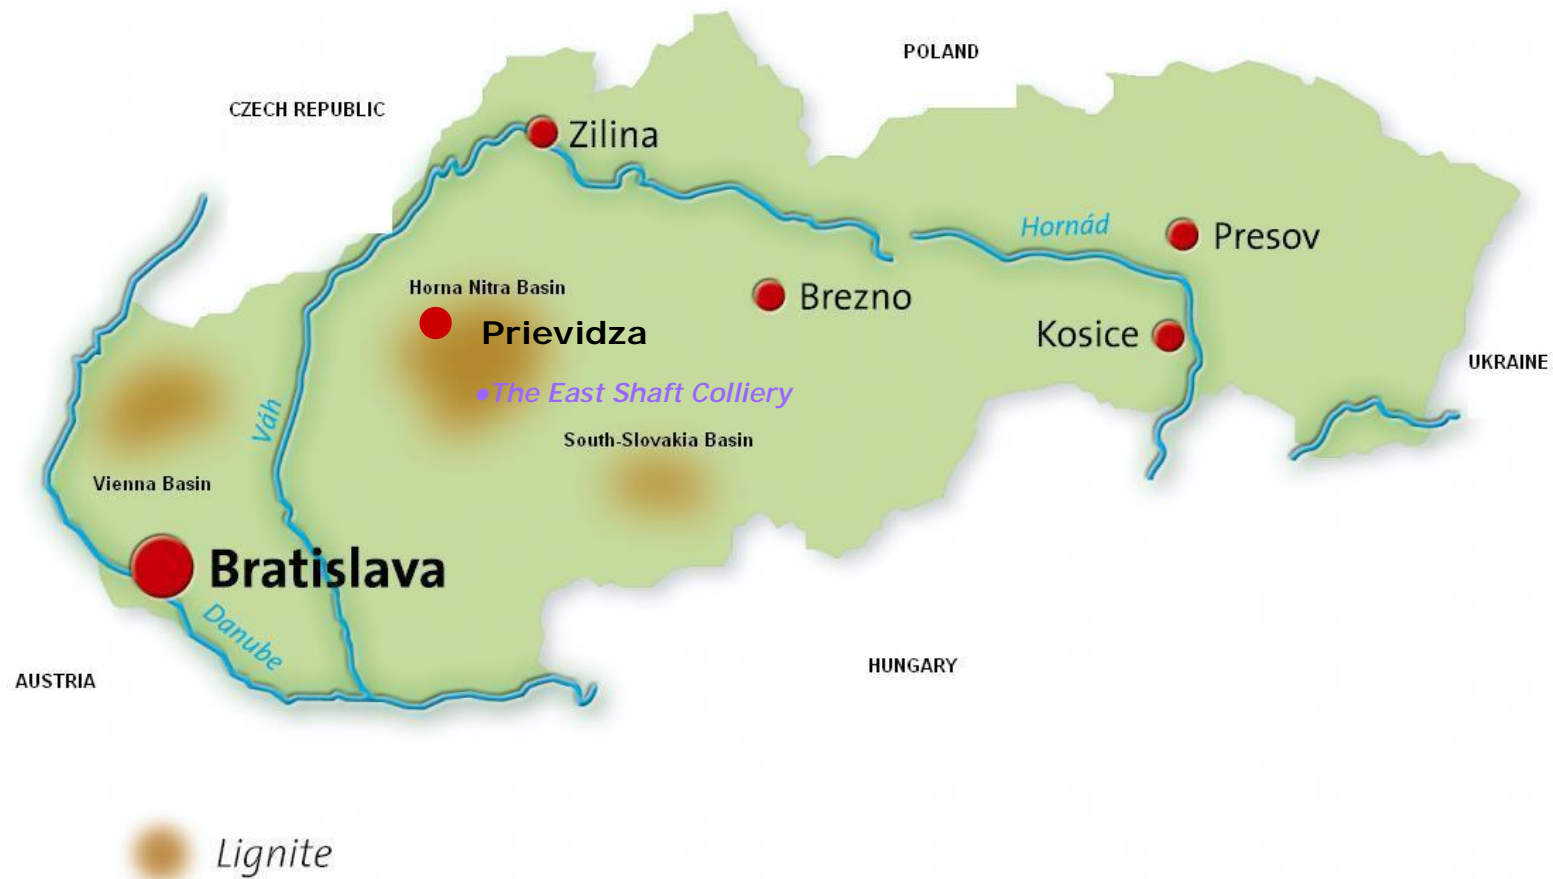 POLAND
CZECH REPUBLIC
Zilina
Hornád
Presov
Horna Nitra Basin
Brezno
Prievidza
Kosice
UKRAINE
•The East Shaft Colliery
Váh
South-Slovakia Basin
Vienna Basin
Bratislava
Danube
HUNGARY
AUSTRIA
Lignite